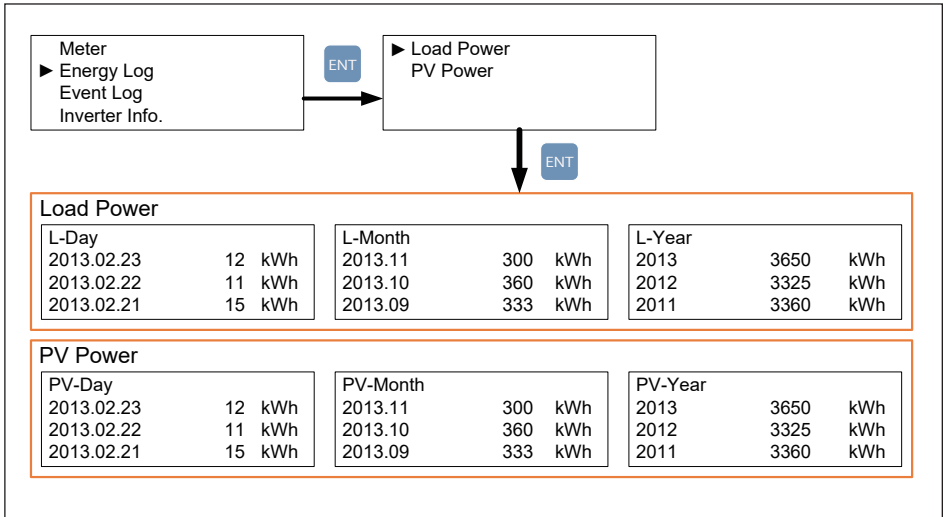 Meter
► Energy Log
Event Log
Inverter Info.
ENT
► Load Power
PV Power
ENT
Load Power
L-Day
2013.02.23 12 kWh
2013.02.22 11 kWh
2013.02.21 15 kWh
L-Month
2013.11 300 kWh
2013.10 360 kWh
2013.09 333 kWh
L-Year
2013 3650 kWh
2012 3325 kWh
2011 3360 kWh
PV Power
PV-Day
2013.02.23 12 kWh
2013.02.22 11 kWh
2013.02.21 15 kWh
PV-Month
2013.11 300 kWh
2013.10 360 kWh
2013.09 333 kWh
PV-Year
2013 3650 kWh
2012 3325 kWh
2011 3360 kWh